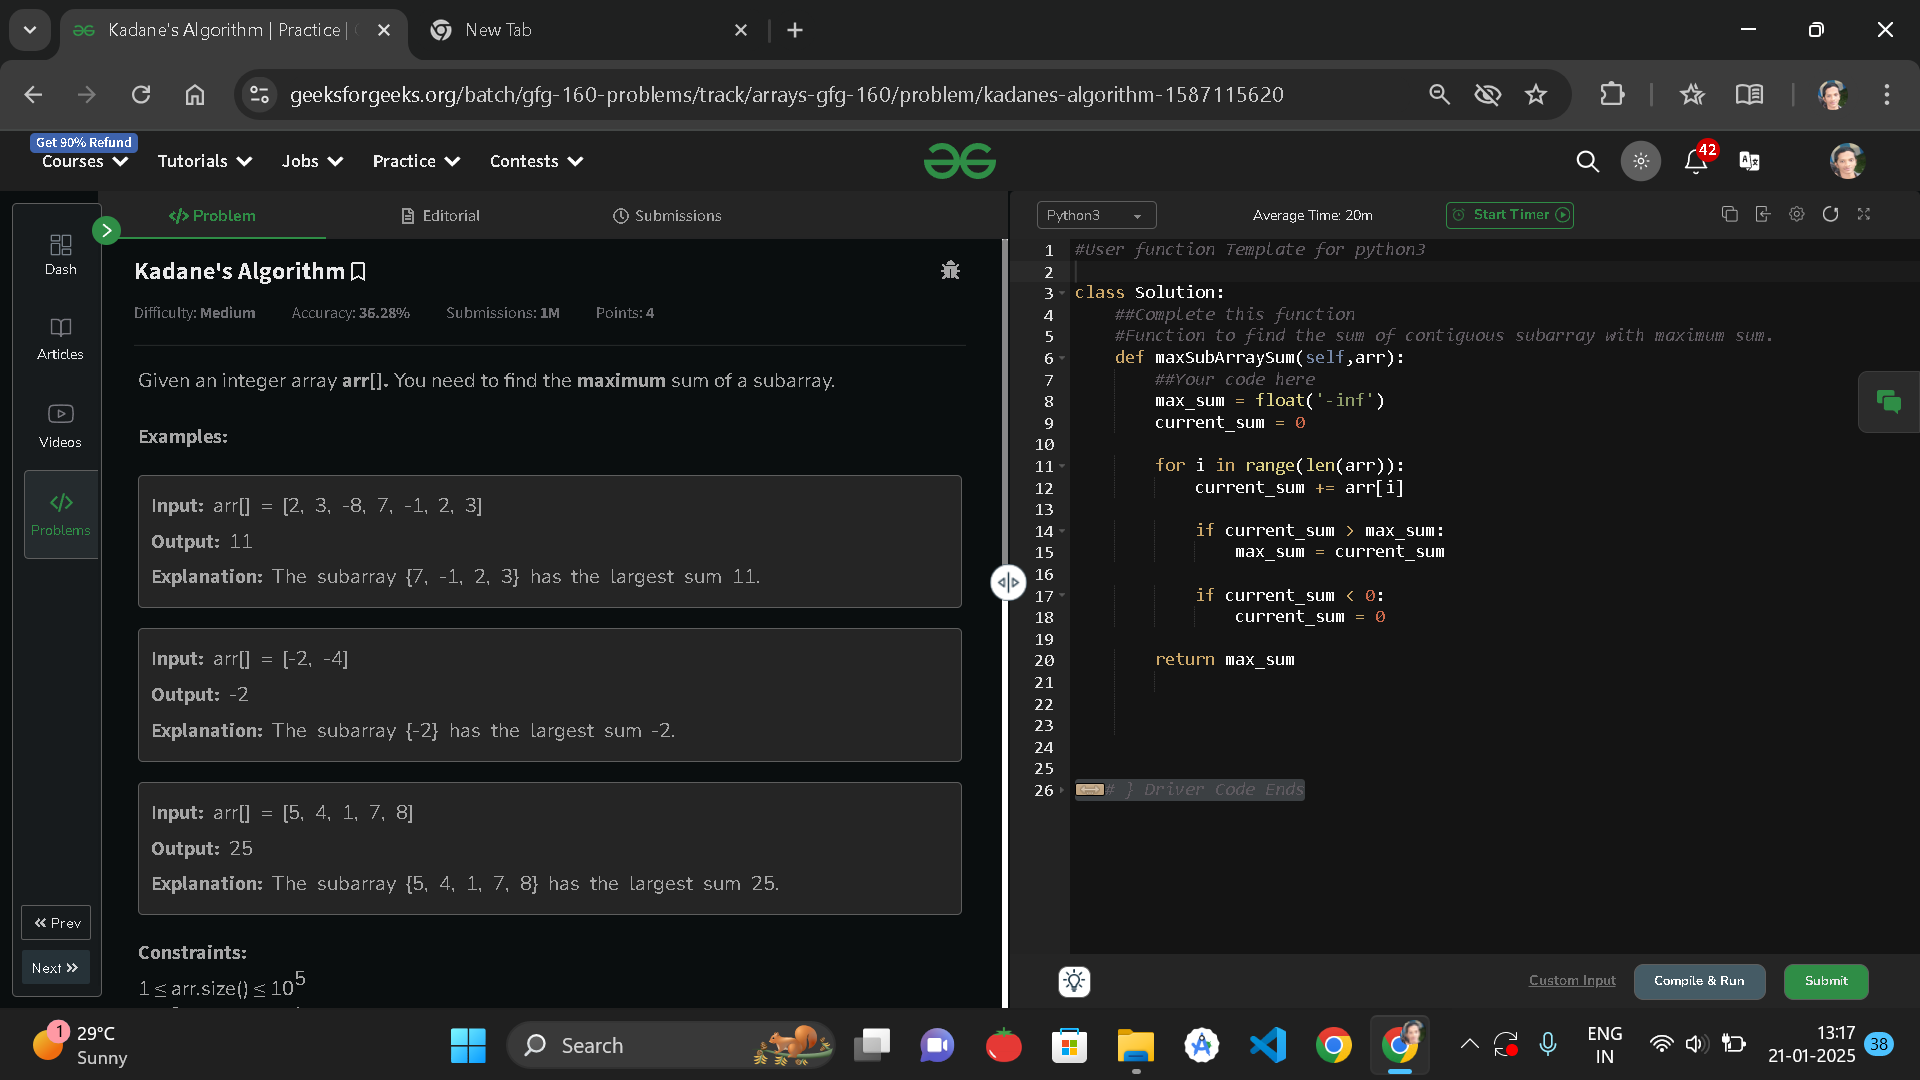 Kadane's Algorithm | Practice |
New Tab
geeksforgeeks.org/batch/gfg-160-problems/track/arrays-gfg-160/problem/kadanes-algorithm-1587115620
Get 90% Refund
Courses
Tutorials
Jobs
Practice
Contests
42
Dash
Articles
Videos
Problems
Prev
Next
Problem
Editorial
Submissions
Kadane's Algorithm
Difficulty: Medium Accuracy: 36.28% Submissions: 1M Points: 4
Given an integer array arr[]. You need to find the maximum sum of a subarray.
Examples:
Input: arr[] = [2, 3, -8, 7, -1, 2, 3]
Output: 11
Explanation: The subarray {7, -1, 2, 3} has the largest sum 11.
Input: arr[] = [-2, -4]
Output: -2
Explanation: The subarray {-2} has the largest sum -2.
Input: arr[] = [5, 4, 1, 7, 8]
Output: 25
Explanation: The subarray {5, 4, 1, 7, 8} has the largest sum 25.
Constraints:
1 ≤ arr.size() ≤ 10⁵
Python3
Average Time: 20m
Start Timer
1 #User function Template for python3
2
3 class Solution:
4 ##Complete this function
5 #Function to find the sum of contiguous subarray with maximum sum.
6 def maxSubArraySum(self,arr):
7 ##Your code here
8 max_sum = float('-inf')
9 current_sum = 0
10
11 for i in range(len(arr)):
12 current_sum += arr[i]
13
14 if current_sum > max_sum:
15 max_sum = current_sum
16
17 if current_sum < 0:
18 current_sum = 0
19
20 return max_sum
21
22
23
24
25
26 # } Driver Code Ends
Custom Input
Compile & Run
Submit
1
29°C
Sunny
Search
ENG
IN
13:17
21-01-2025
38